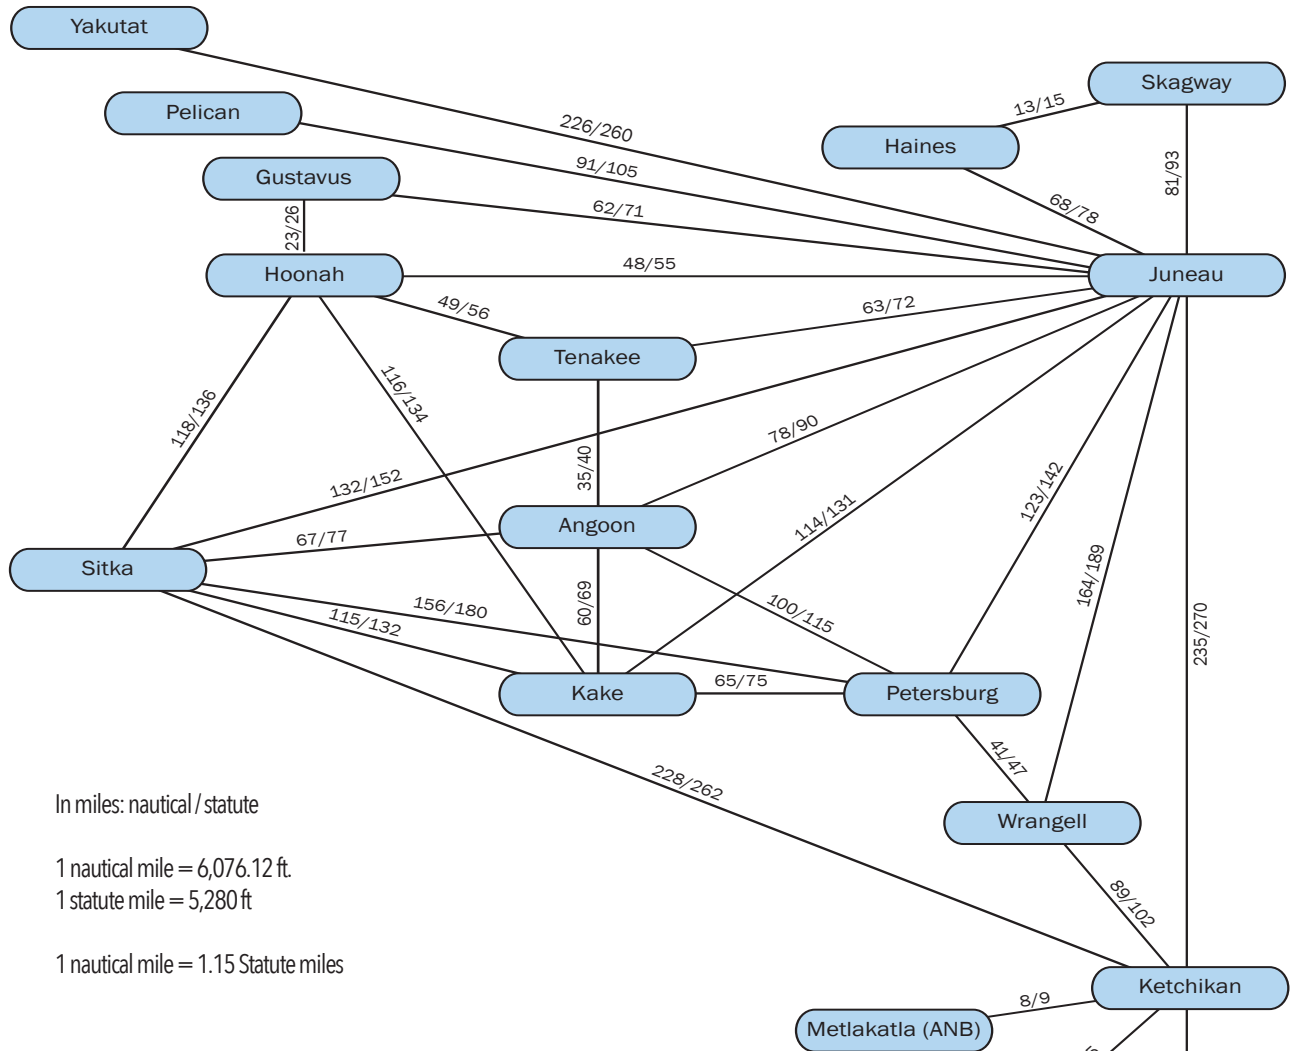 Yakutat
Skagway
13/15
Pelican
226/260
Haines
91/105
81/93
Gustavus
62/71
68/78
23/26
Hoonah
48/55
Juneau
49/56
63/72
Tenakee
116/134
118/136
78/90
35/40
132/152
123/142
114/131
Angoon
67/77
Sitka
164/189
60/69
100/115
156/180
115/132
235/270
65/75
Kake
Petersburg
41/47
228/262
In miles: nautical / statute
Wrangell
1 nautical mile = 6,076.12 ft.
1 statute mile = 5,280 ft
89/102
1 nautical mile = 1.15 Statute miles
Ketchikan
8/9
Metlakatla (ANB)